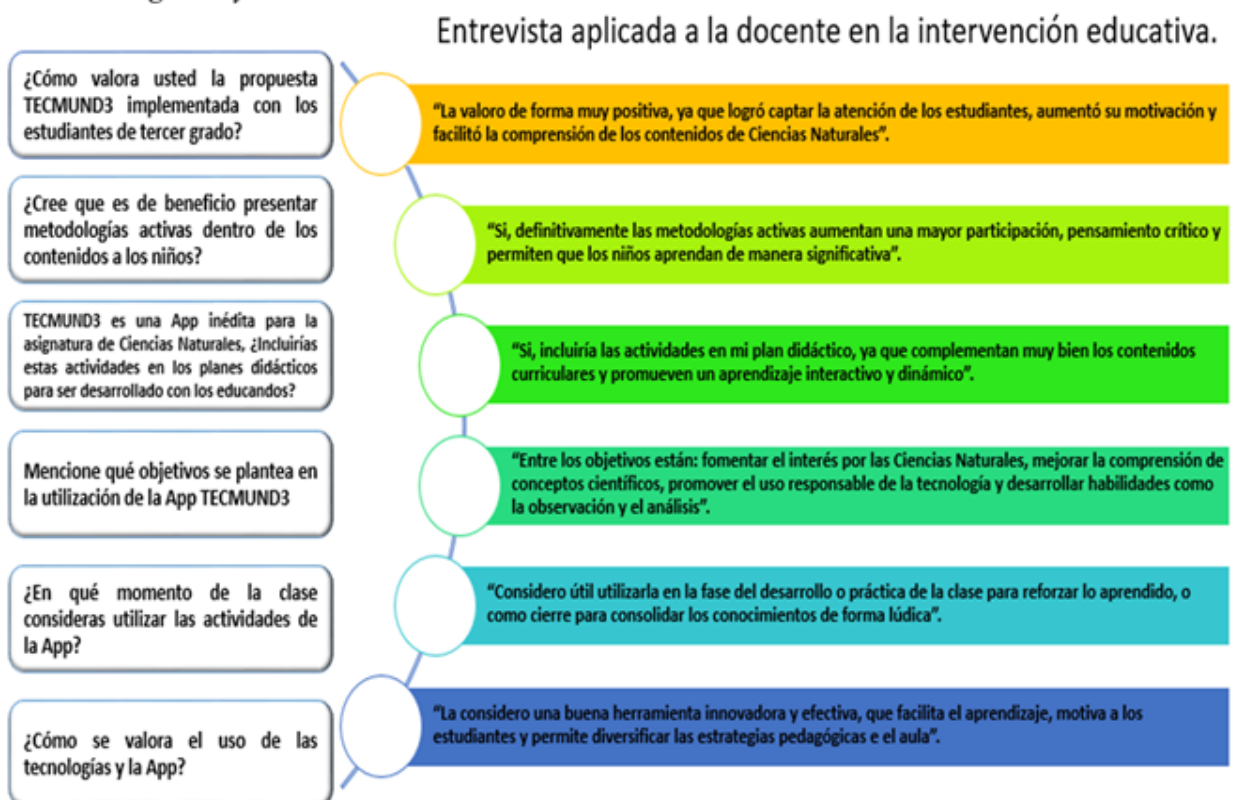 Entrevista aplicada a la docente en la intervención educativa.
¿Cómo valora usted la propuesta
TECMUND3 implementada con los
estudiantes de tercer grado?
“La valoro de forma muy positiva, ya que logró captar la atención de los estudiantes, aumentó su motivación y
facilitó la comprensión de los contenidos de Ciencias Naturales”.
¿Cree que es de beneficio presentar
metodologías activas dentro de los
contenidos a los niños?
“Si, definitivamente las metodologías activas aumentan una mayor participación, pensamiento crítico y
permiten que los niños aprendan de manera significativa”.
TECMUND3 es una App inédita para la
asignatura de Ciencias Naturales, ¿Incluirías
estas actividades en los planes didácticos
para ser desarrollado con los educandos?
“Si, incluiría las actividades en mi plan didáctico, ya que complementan muy bien los contenidos
curriculares y promueven un aprendizaje interactivo y dinámico”.
Mencione qué objetivos se plantea en
la utilización de la App TECMUND3
“Entre los objetivos están: fomentar el interés por las Ciencias Naturales, mejorar la comprensión de
conceptos científicos, promover el uso responsable de la tecnología y desarrollar habilidades como
la observación y el análisis”.
¿En qué momento de la clase
consideras utilizar las actividades de
la App?
“Considero útil utilizarla en la fase del desarrollo o práctica de la clase para reforzar lo aprendido, o
como cierre para consolidar los conocimientos de forma lúdica”.
¿Cómo se valora el uso de las
tecnologías y la App?
“La considero una buena herramienta innovadora y efectiva, que facilita el aprendizaje, motiva a los
estudiantes y permite diversificar las estrategias pedagógicas e el aula”.